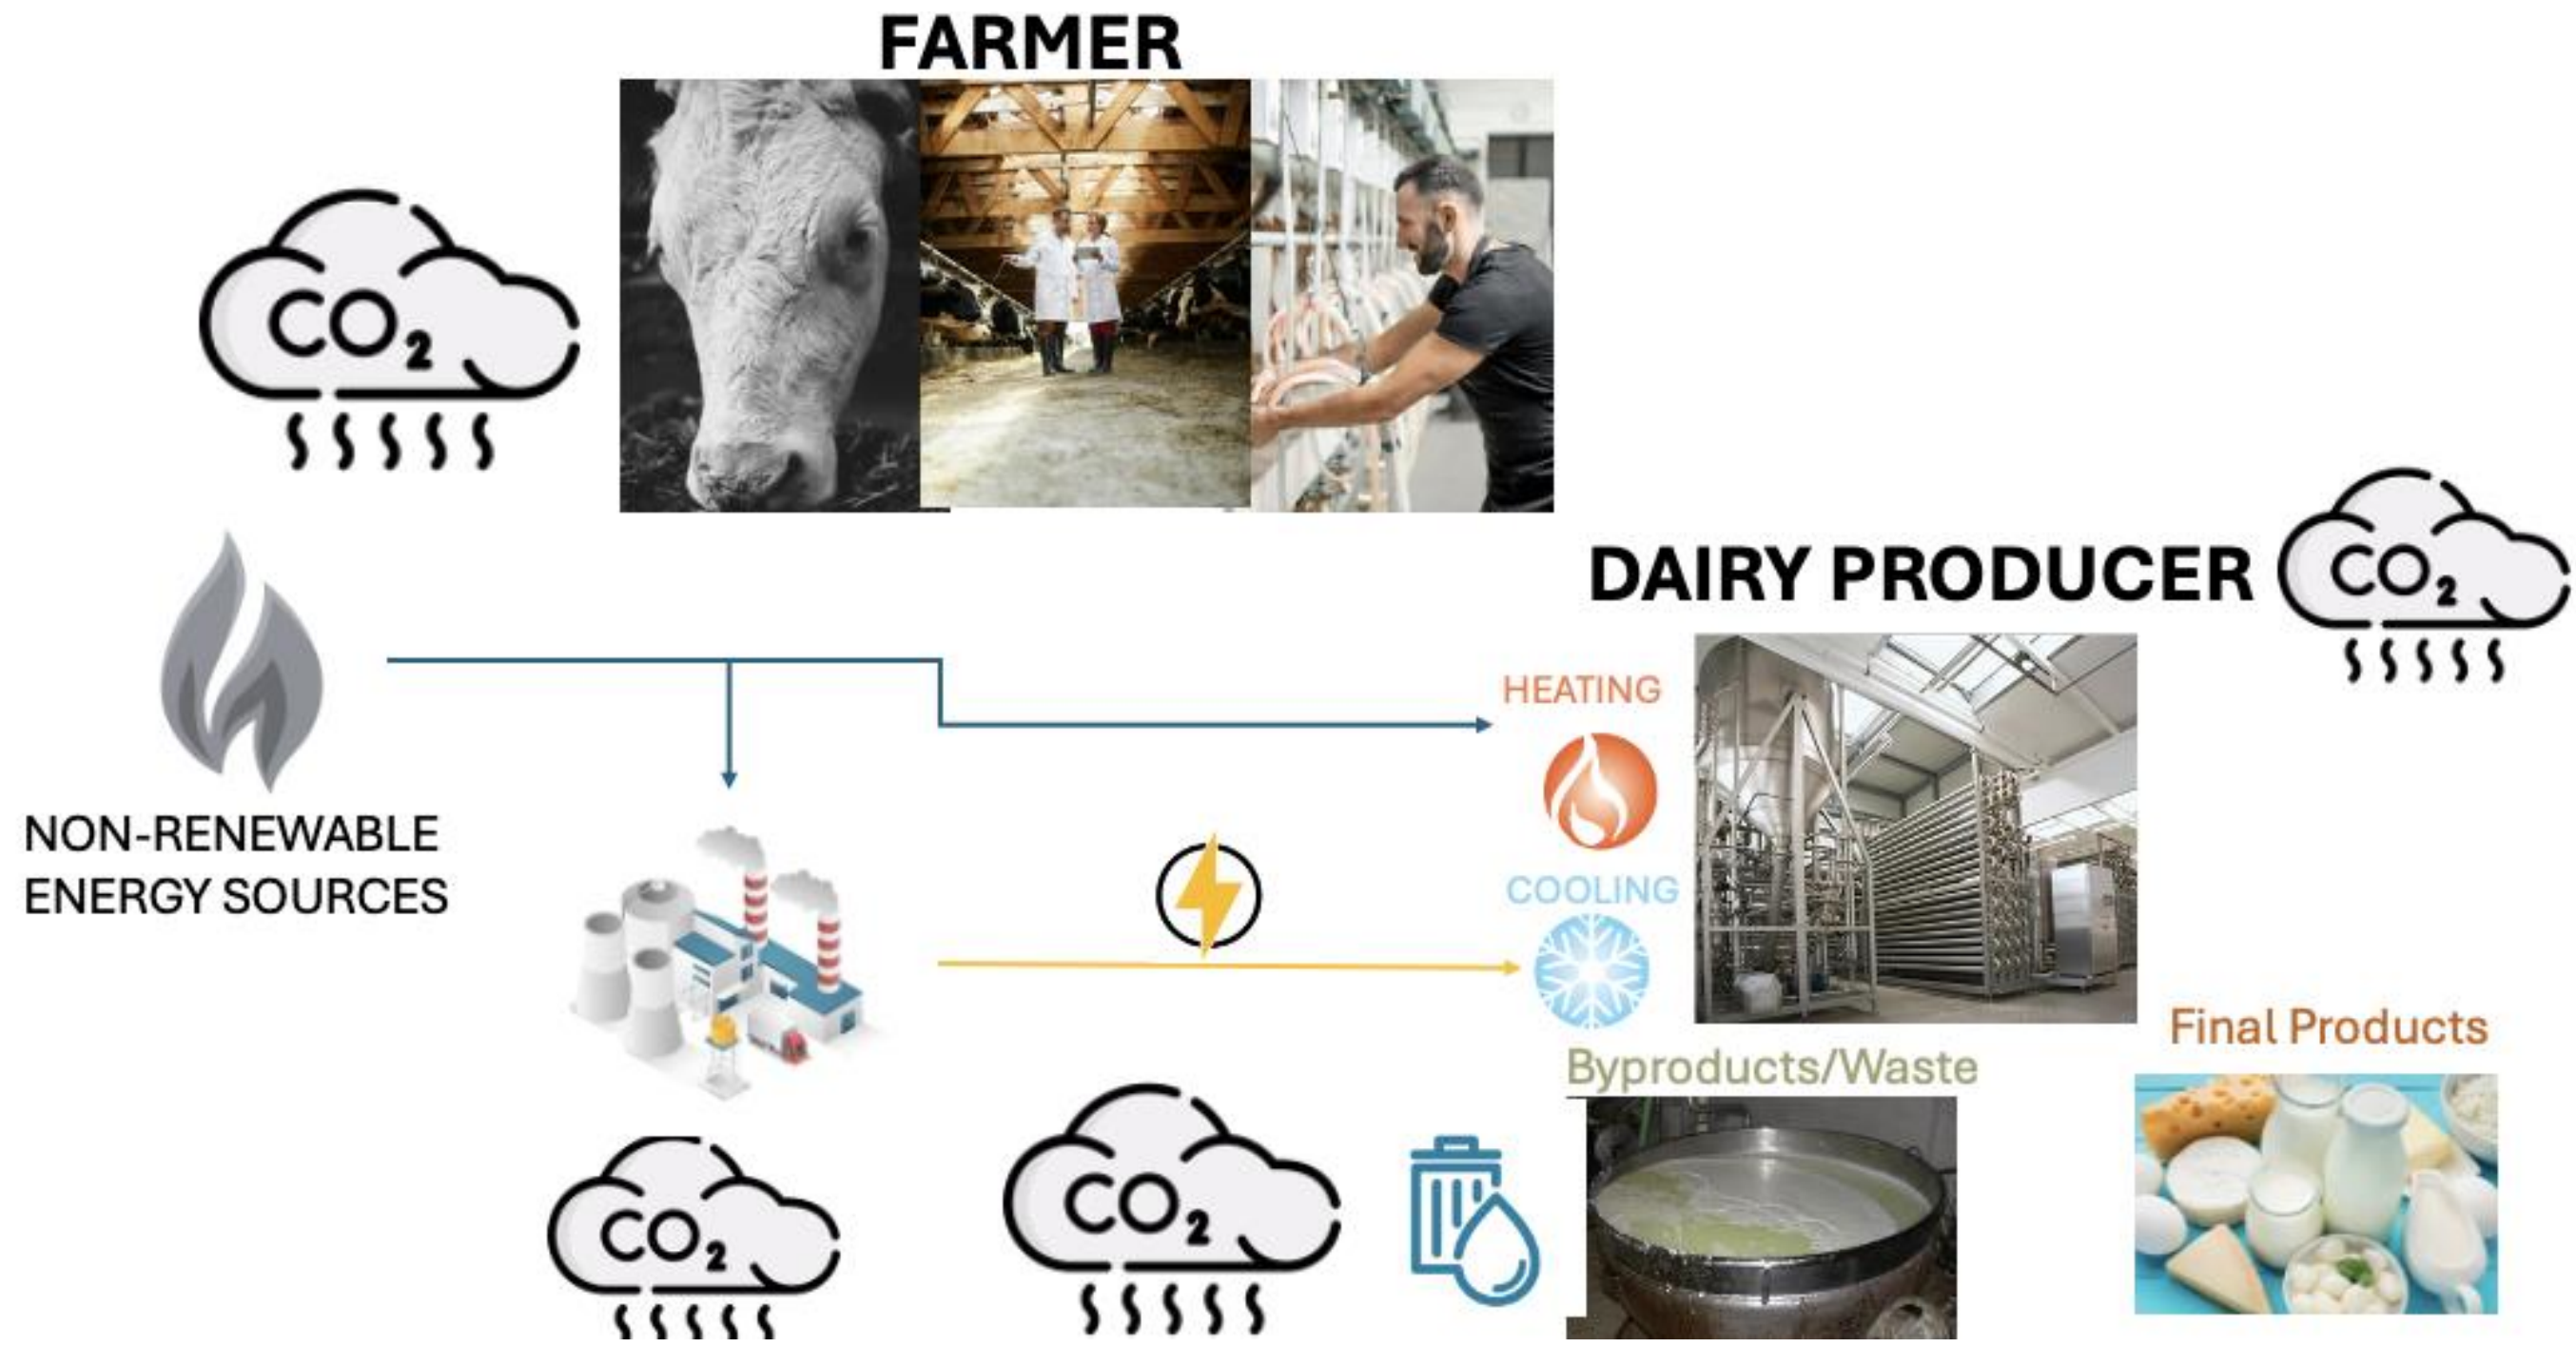 FARMER
CO₂
DAIRY PRODUCER
CO₂
HEATING
NON-RENEWABLE
ENERGY SOURCES
COOLING
Final Products
Byproducts/Waste
CO₂
CO₂